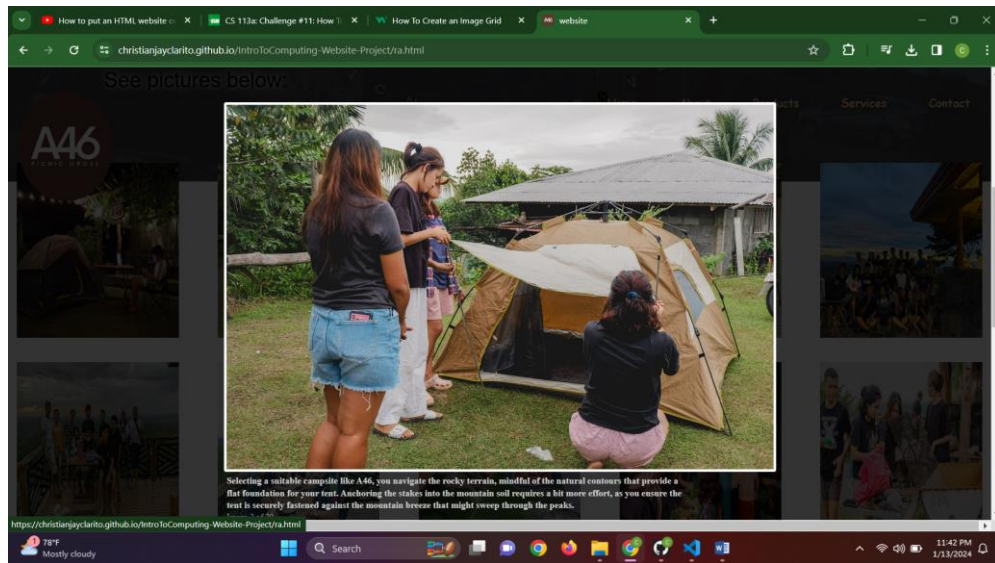 How to put an HTML website o
CS 113a: Challenge #11: How T
How To Create an Image Grid
website
christianjayclarito.github.io/IntroToComputing-Website-Project/ra.html
See pictures below:
Services
Contact
A46
Selecting a suitable campsite like A46, you navigate the rocky terrain, mindful of the natural contours that provide a
flat foundation for your tent. Anchoring the stakes into the mountain soil requires a bit more effort, as you ensure the
tent is securely fastened against the mountain breeze that might sweep through the peaks.
https://christianjayclarito.github.io/IntroToComputing-Website-Project/ra.html
78°F
Mostly cloudy
Search
11:42 PM
1/13/2024